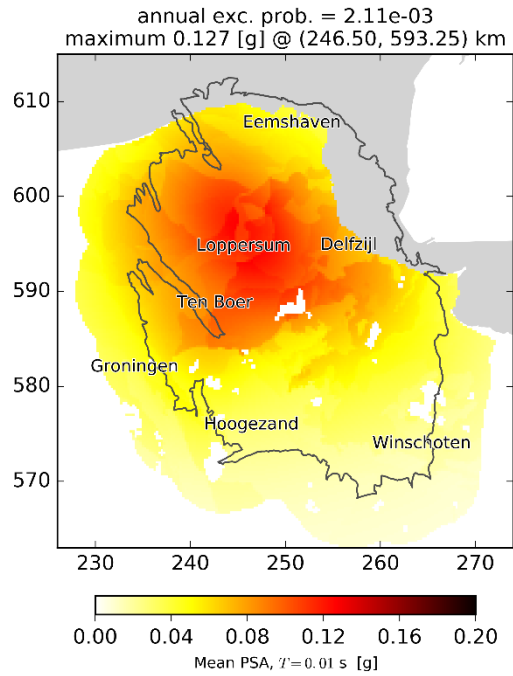 annual exc. prob. = 2.11e-03
maximum 0.127 [g] @ (246.50, 593.25) km
610
Eemshaven
600
Loppersum
Delfzijl
590
Ten Boer
Groningen
580
Hoogezand
Winschoten
570
230 240 250 260 270
0.00 0.04 0.08 0.12 0.16 0.20
Mean PSA, T=0.01 s [g]